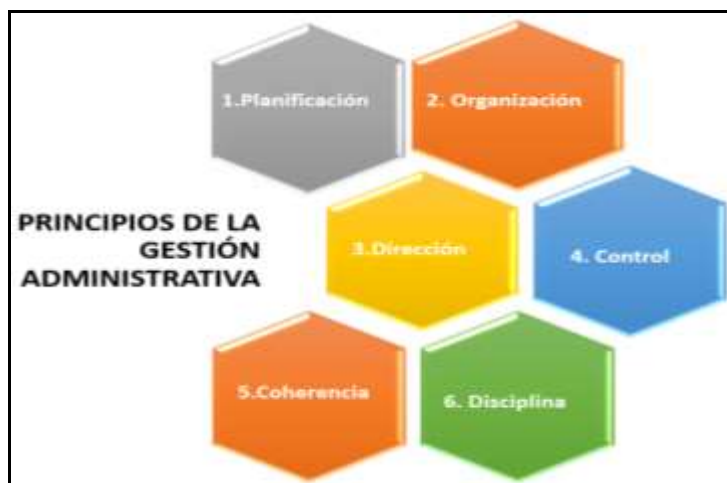 1.Planificación
2. Organización
PRINCIPIOS DE LA
GESTIÓN
ADMINISTRATIVA
3.Dirección
4. Control
5.Coherencia
6. Disciplina